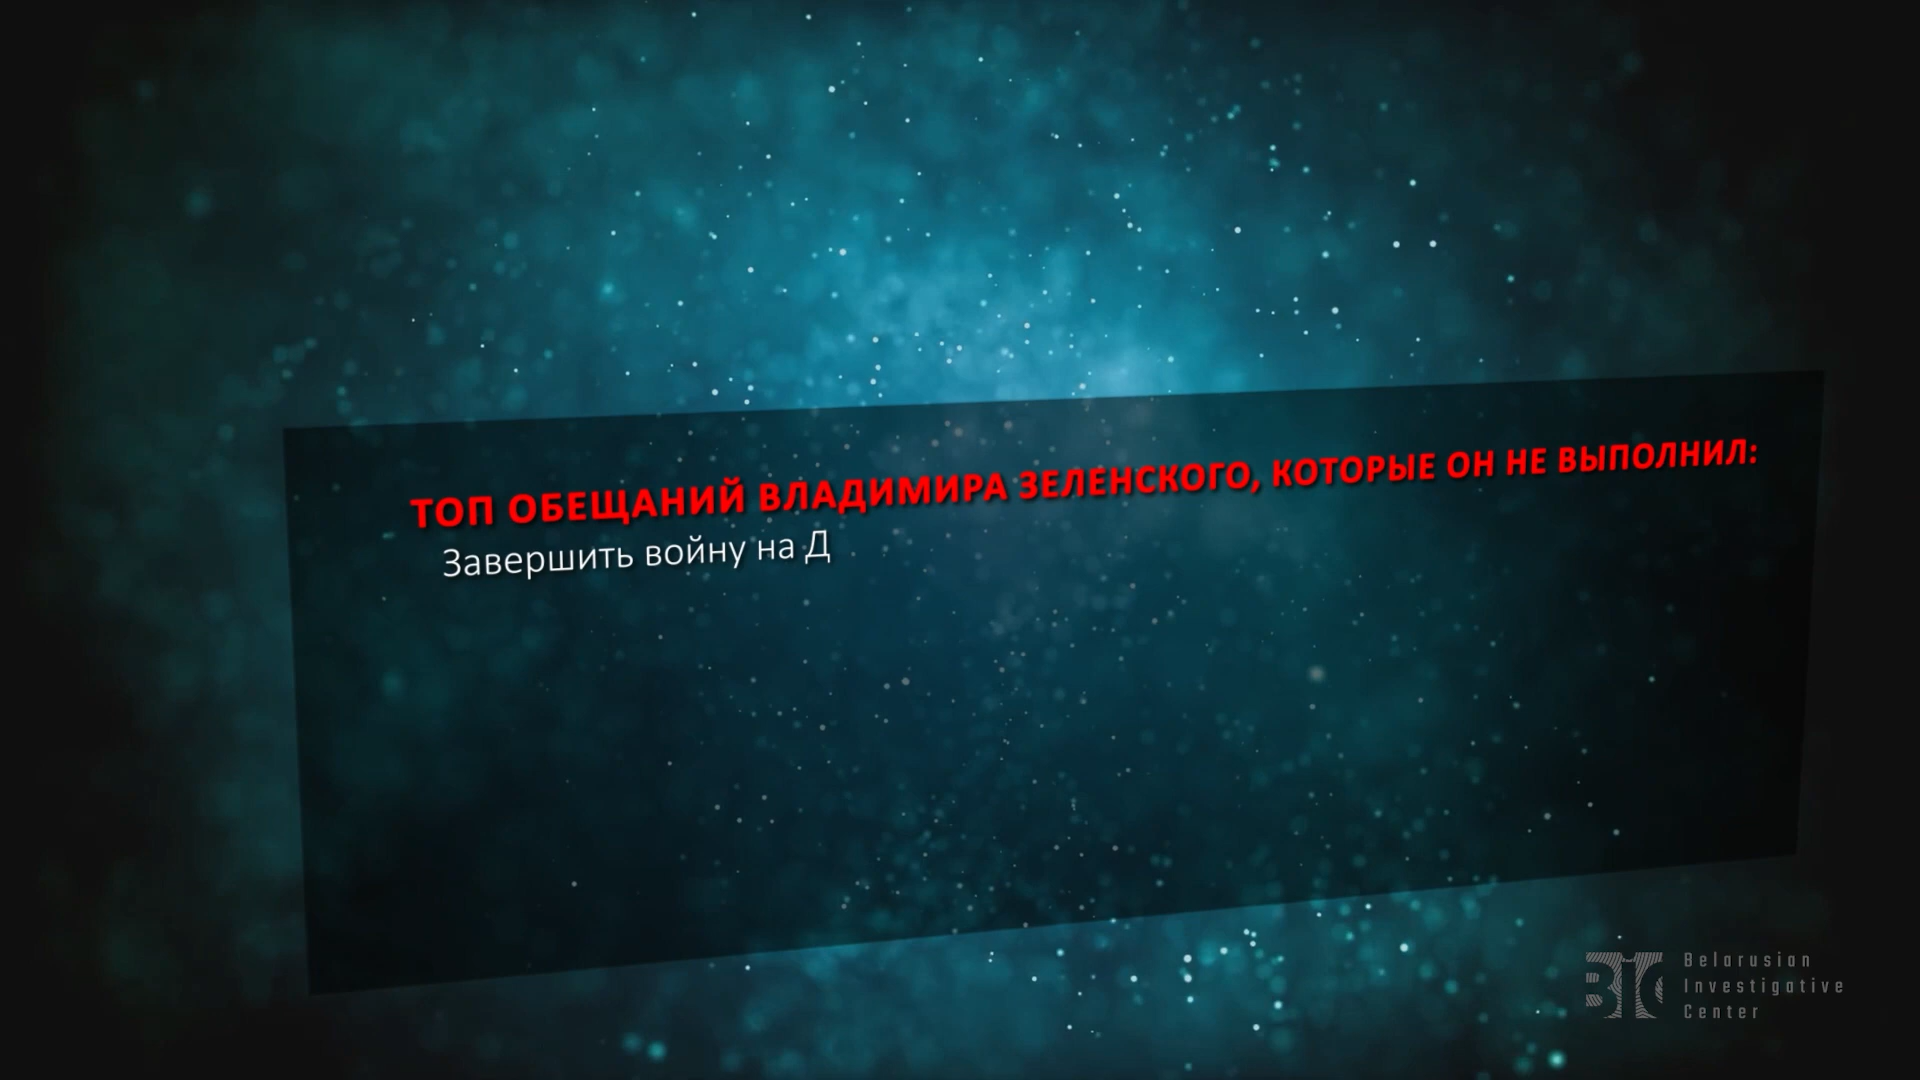 ТОП ОБЕЩАНИЙ ВЛАДИМИРА ЗЕЛЕНСКОГО, КОТОРЫЕ ОН НЕ ВЫПОЛНИЛ:
Завершить войну на Д
Belarusian
Investigative
Center